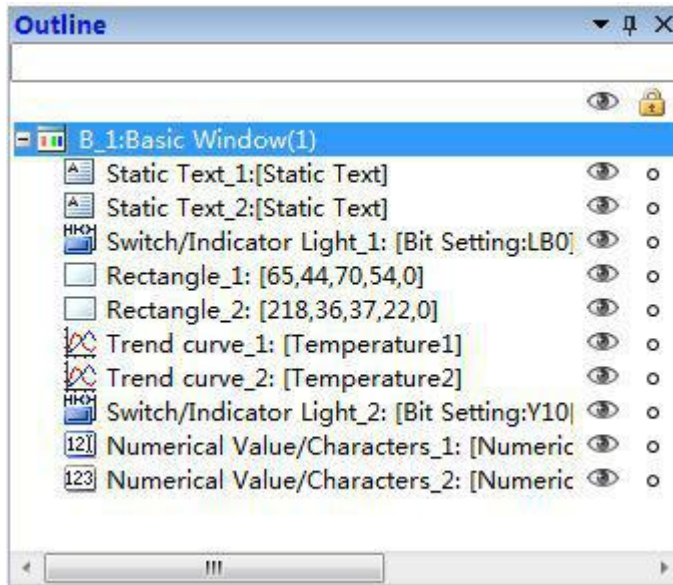 Outline
B_1:Basic Window(1)
Static Text_1:[Static Text]
Static Text_2:[Static Text]
Switch/Indicator Light_1: [Bit Setting:LB0]
Rectangle_1: [65,44,70,54,0]
Rectangle_2: [218,36,37,22,0]
Trend curve_1: [Temperature1]
Trend curve_2: [Temperature2]
Switch/Indicator Light_2: [Bit Setting:Y10
Numerical Value/Characters_1: [Numeric
Numerical Value/Characters_2: [Numeric